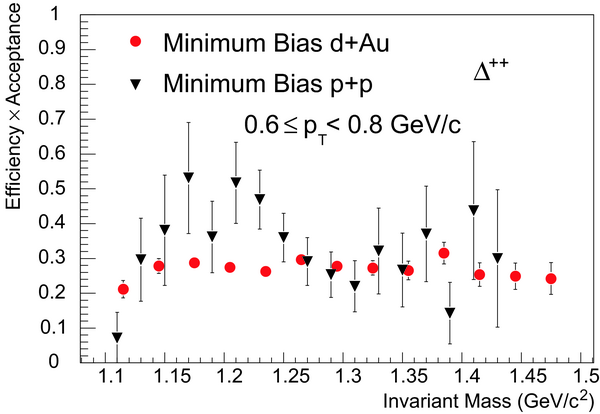 Efficiency × Acceptance
1
0.9
0.8
0.7
0.6
0.5
0.4
0.3
0.2
0.1
0
Minimum Bias d+Au
Minimum Bias p+p
Δ++
0.6 ≤ pT< 0.8 GeV/c
1.1 1.15 1.2 1.25 1.3 1.35 1.4 1.45 1.5
Invariant Mass (GeV/c²)